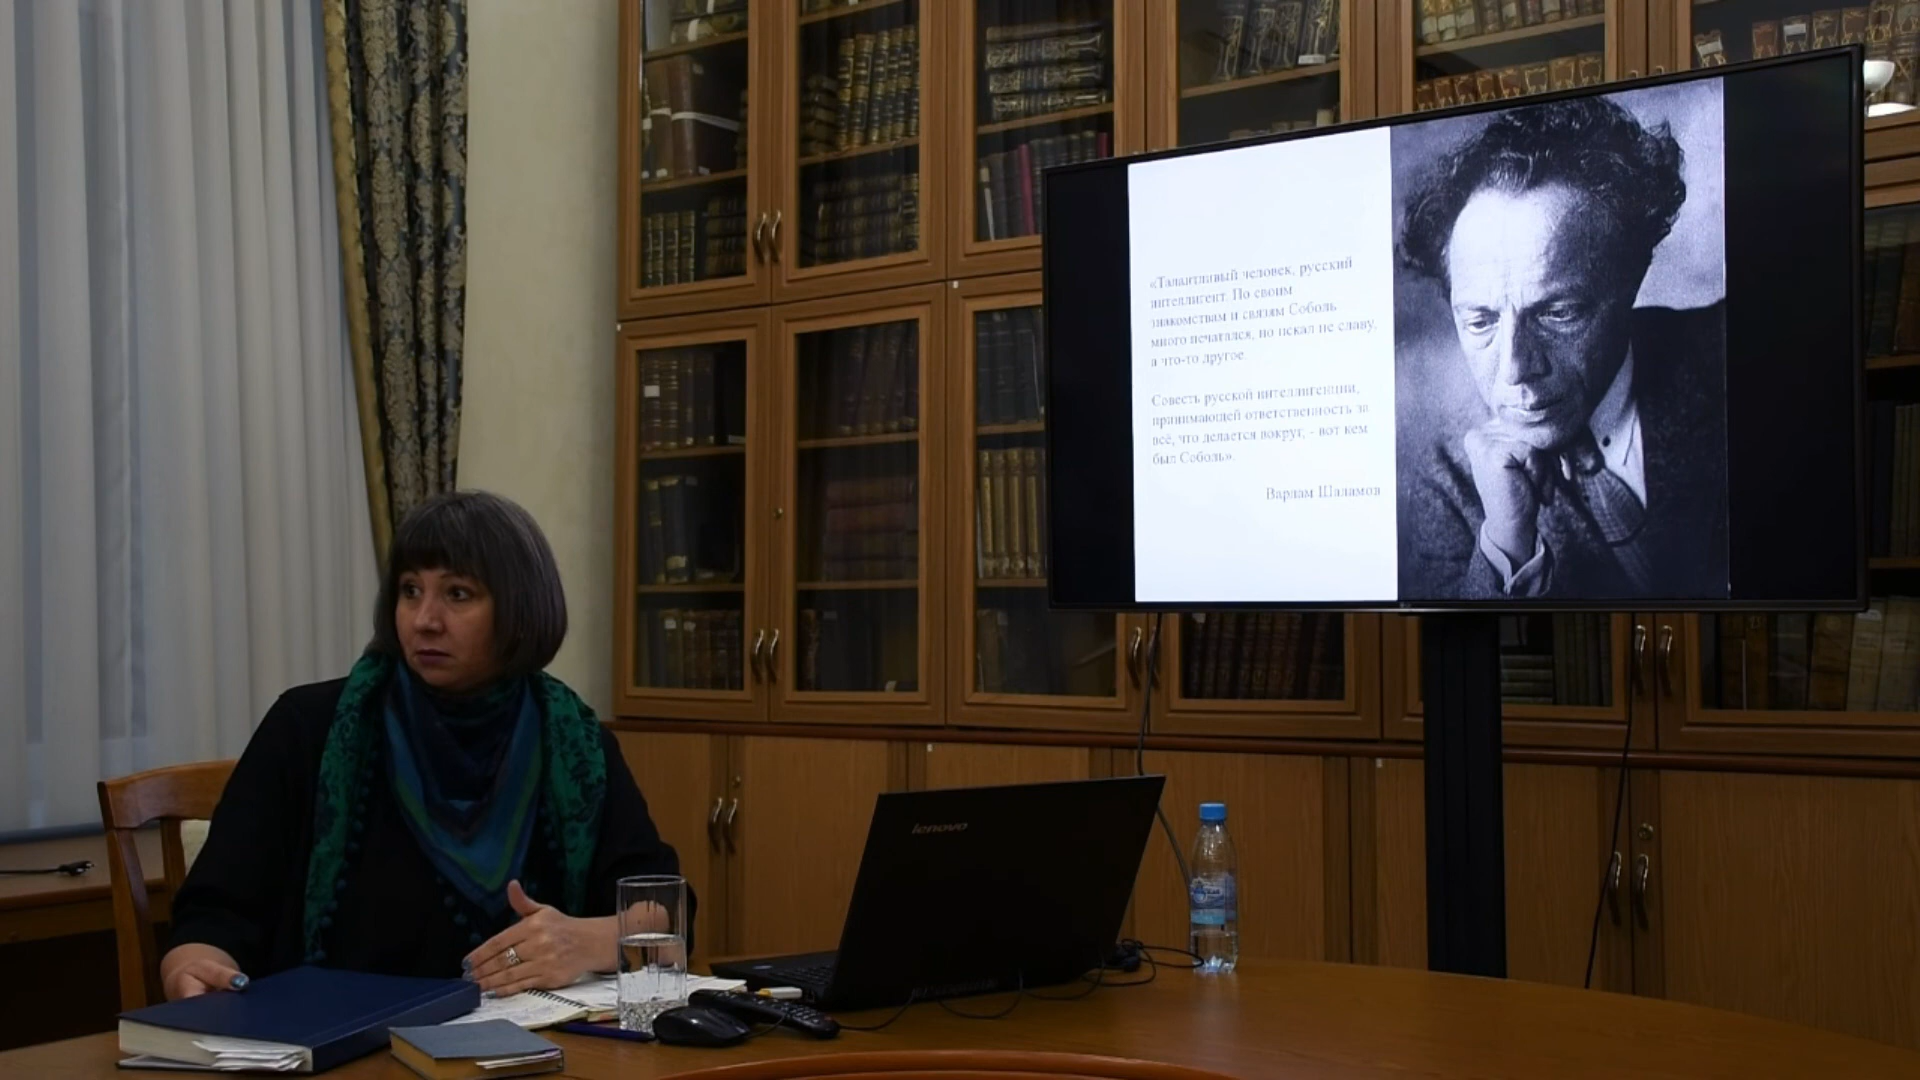 «Талантливый человек, русский
интеллигент. По своим
знакомствам и связям Соболь
много печатался, но искал не славу,
а что-то другое.
Совесть русской интеллигенции,
принимающей ответственность за
всё, что делается вокруг, - вот кем
был Соболь».
Варлам Шаламов
lenovo